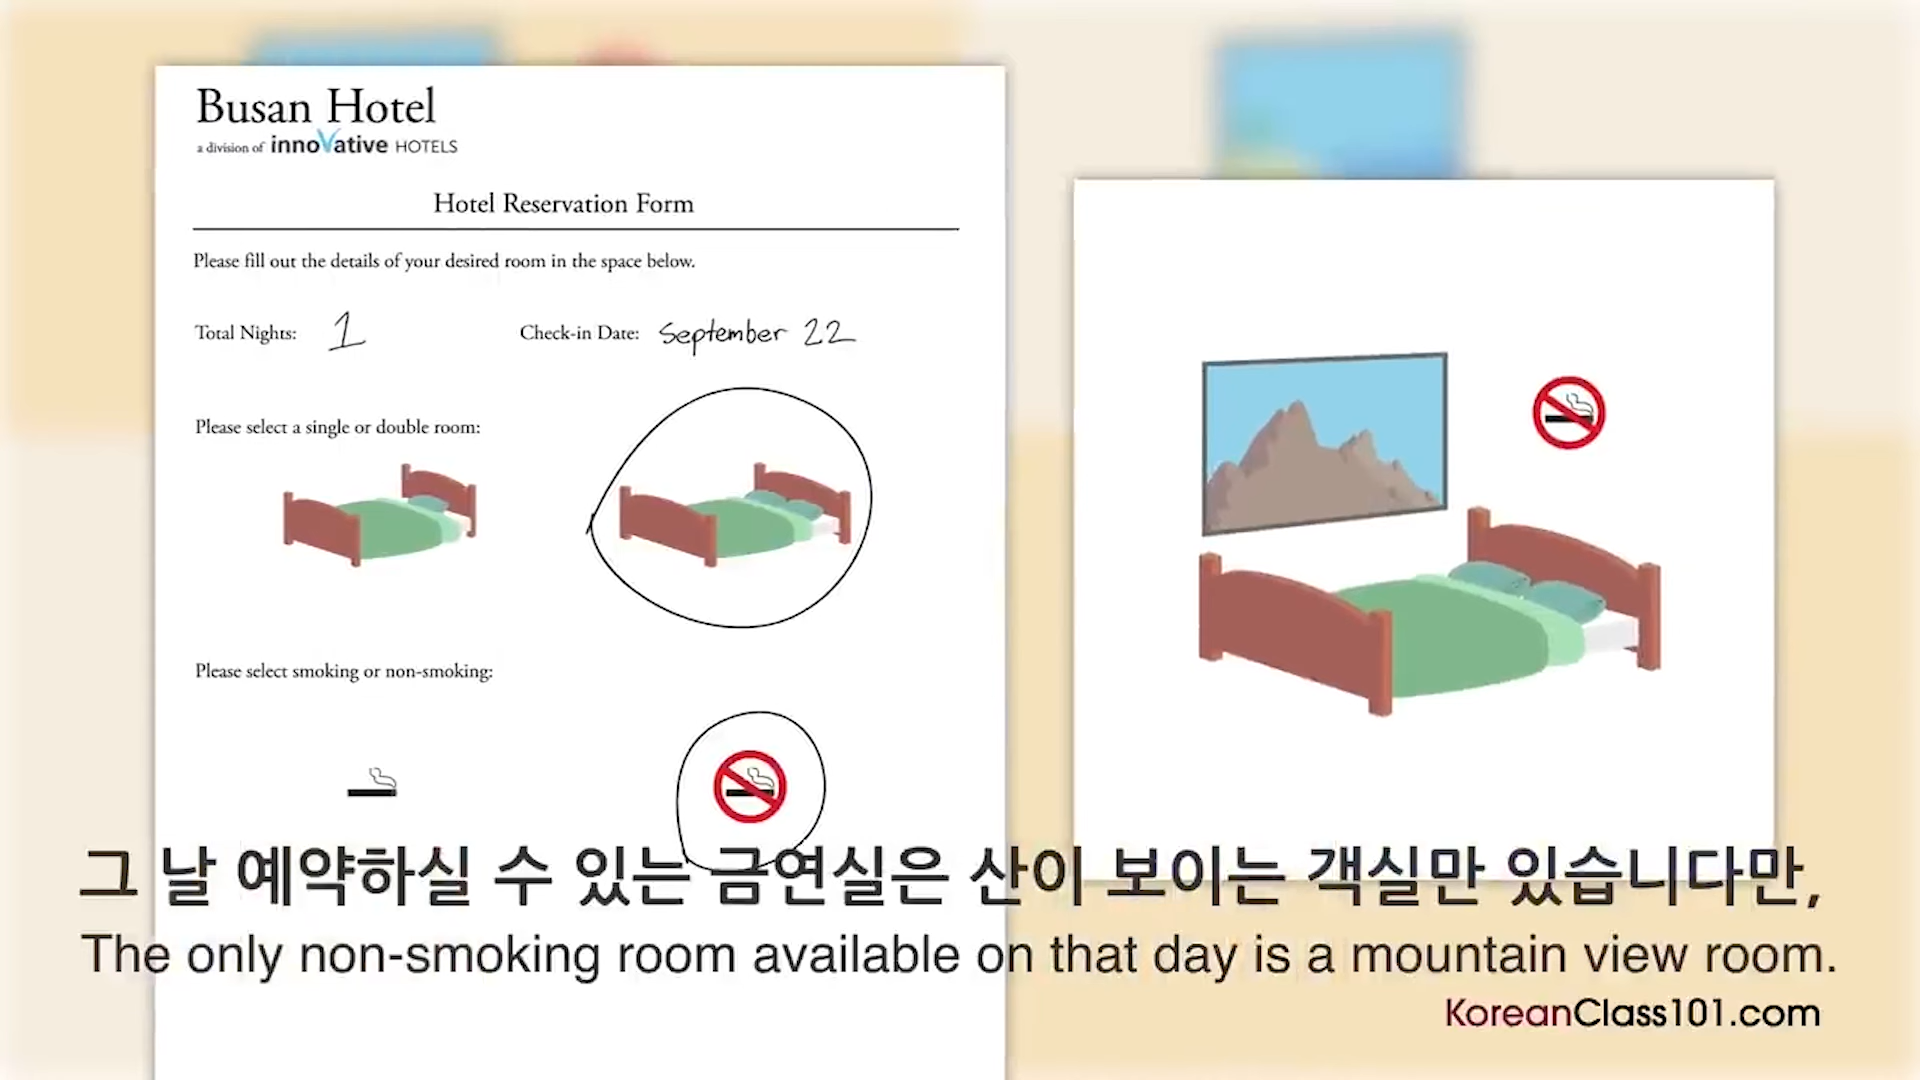 Busan Hotel
a division of innovative HOTELS
Hotel Reservation Form
Please fill out the details of your desired room in the space below.
Total Nights: 1 Check-in Date: September 22
Please select a single or double room:
Please select smoking or non-smoking:
그 날 예약하실 수 있는 금연실은 산이 보이는 객실만 있습니다만,
The only non-smoking room available on that day is a mountain view room.
KoreanClass101.com